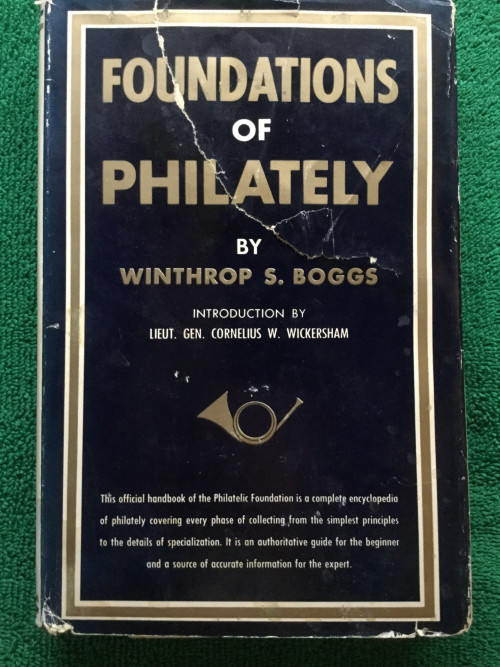 FOUNDATIONS
OF
PHILATELY
BY
WINTHROP S. BOGGS
INTRODUCTION BY
LIEUT. GEN. CORNELIUS W. WICKERSHAM
This official handbook of the Philatelic Foundation is a complete encyclopedia
of philately covering every phase of collecting from the simplest principles
to the details of specialization. It is an authoritative guide for the beginner
and a source of accurate information for the expert.